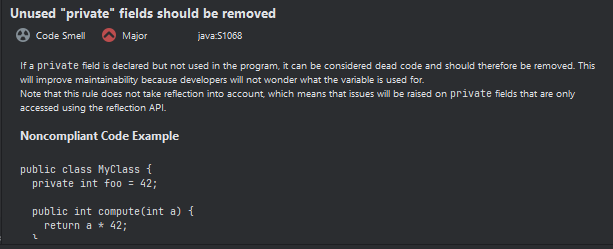 Unused "private" fields should be removed
Code Smell Major java:S1068
If a private field is declared but not used in the program, it can be considered dead code and should therefore be removed. This
will improve maintainability because developers will not wonder what the variable is used for.
Note that this rule does not take reflection into account, which means that issues will be raised on private fields that are only
accessed using the reflection API.
Noncompliant Code Example
public class MyClass {
private int foo = 42;
public int compute(int a) {
return a * 42;
}